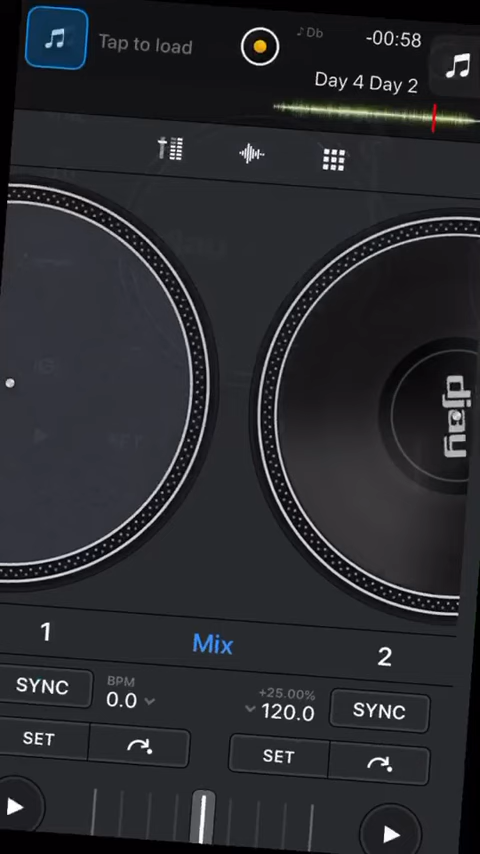 Tap to load
♪Db
-00:58
Day 4 Day 2
djay
1
Mix
2
SYNC
BPM
0.0
+25.00%
120.0
SYNC
SET
SET